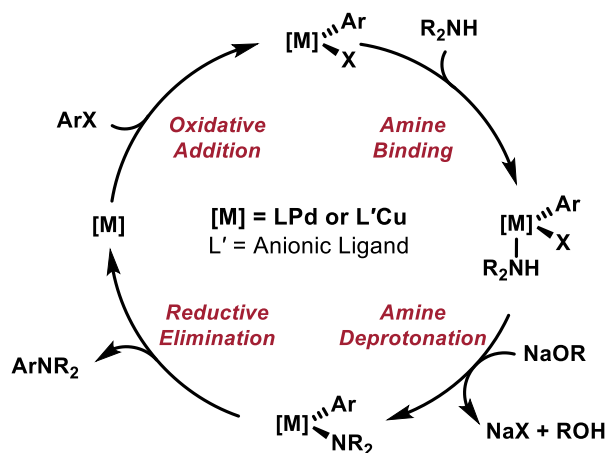 [M]
Ar
X
R₂NH
ArX
Oxidative
Addition
Amine
Binding
[M]
[M] = LPd or L′Cu
L′ = Anionic Ligand
[M]
Ar
X
R₂NH
Reductive
Elimination
Amine
Deprotonation
ArNR₂
NaOR
[M]
Ar
NR₂
NaX + ROH